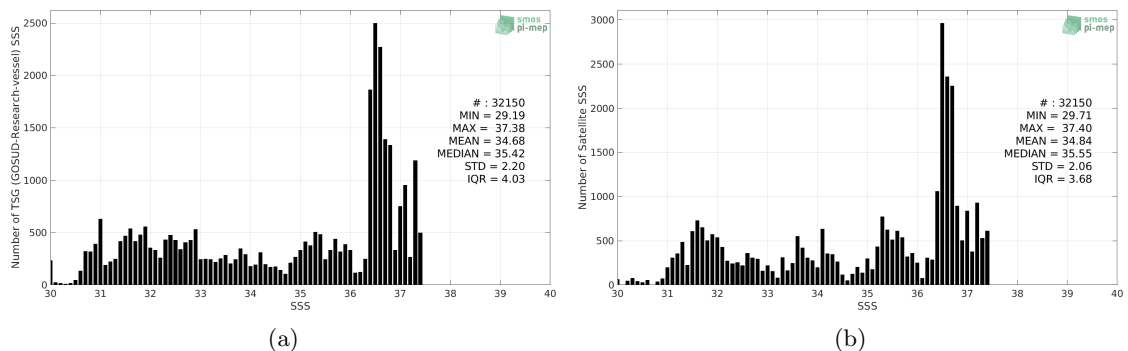 2500
2000
1500
1000
500
0
Number of TSG (GOSUD-Research-vessel) SSS
smos
pi-mep
# : 32150
MIN = 29.19
MAX = 37.38
MEAN = 34.68
MEDIAN = 35.42
STD = 2.20
IQR = 4.03
30 31 32 33 34 35 36 37 38 39 40
SSS
(a)
3000
2500
2000
1500
1000
500
0
Number of Satellite SSS
smos
pi-mep
# : 32150
MIN = 29.71
MAX = 37.40
MEAN = 34.84
MEDIAN = 35.55
STD = 2.06
IQR = 3.68
30 31 32 33 34 35 36 37 38 39 40
SSS
(b)